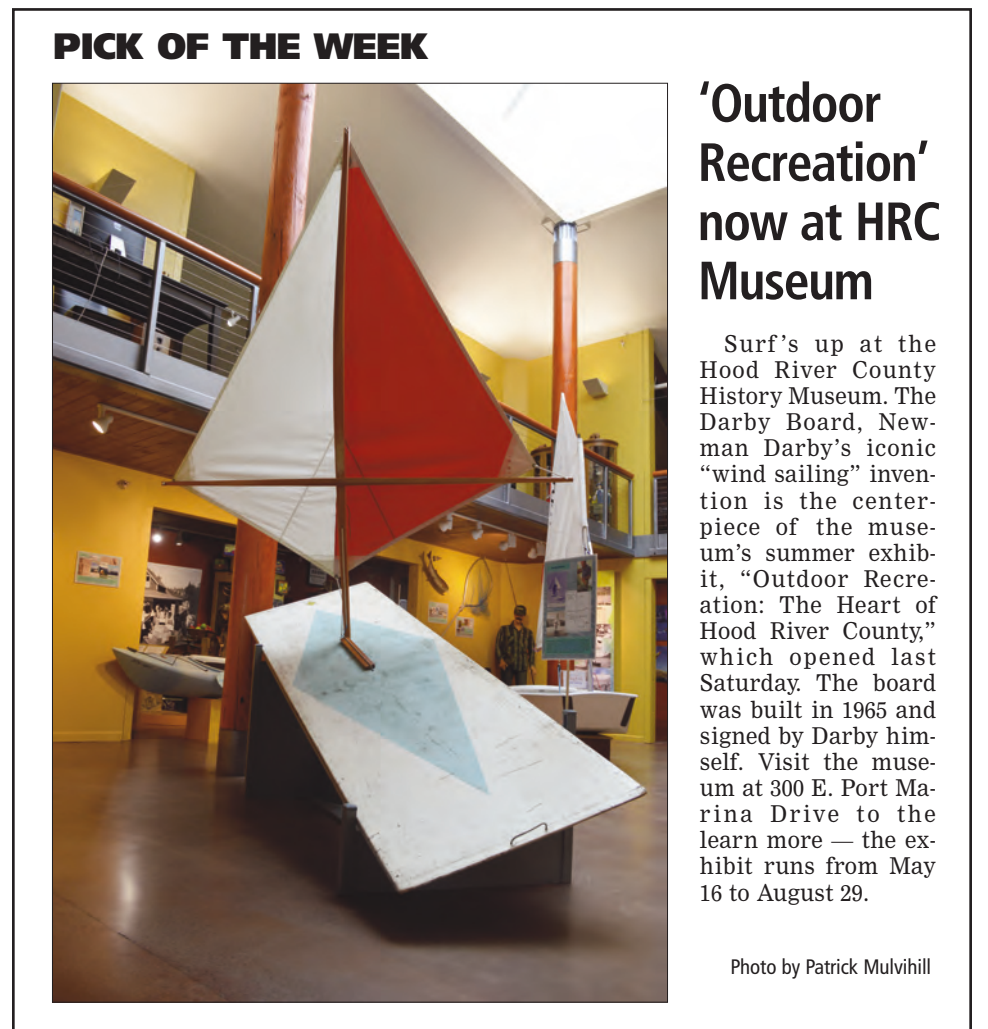 PICK OF THE WEEK
‘Outdoor
Recreation’
now at HRC
Museum
Surf’s up at the
Hood River County
History Museum. The
Darby Board, New-
man Darby’s iconic
“wind sailing” inven-
tion is the center-
piece of the muse-
um’s summer exhib-
it, “Outdoor Recre-
ation: The Heart of
Hood River County,”
which opened last
Saturday. The board
was built in 1965 and
signed by Darby him-
self. Visit the muse-
um at 300 E. Port Ma-
rina Drive to the
learn more — the ex-
hibit runs from May
16 to August 29.
Photo by Patrick Mulvihill